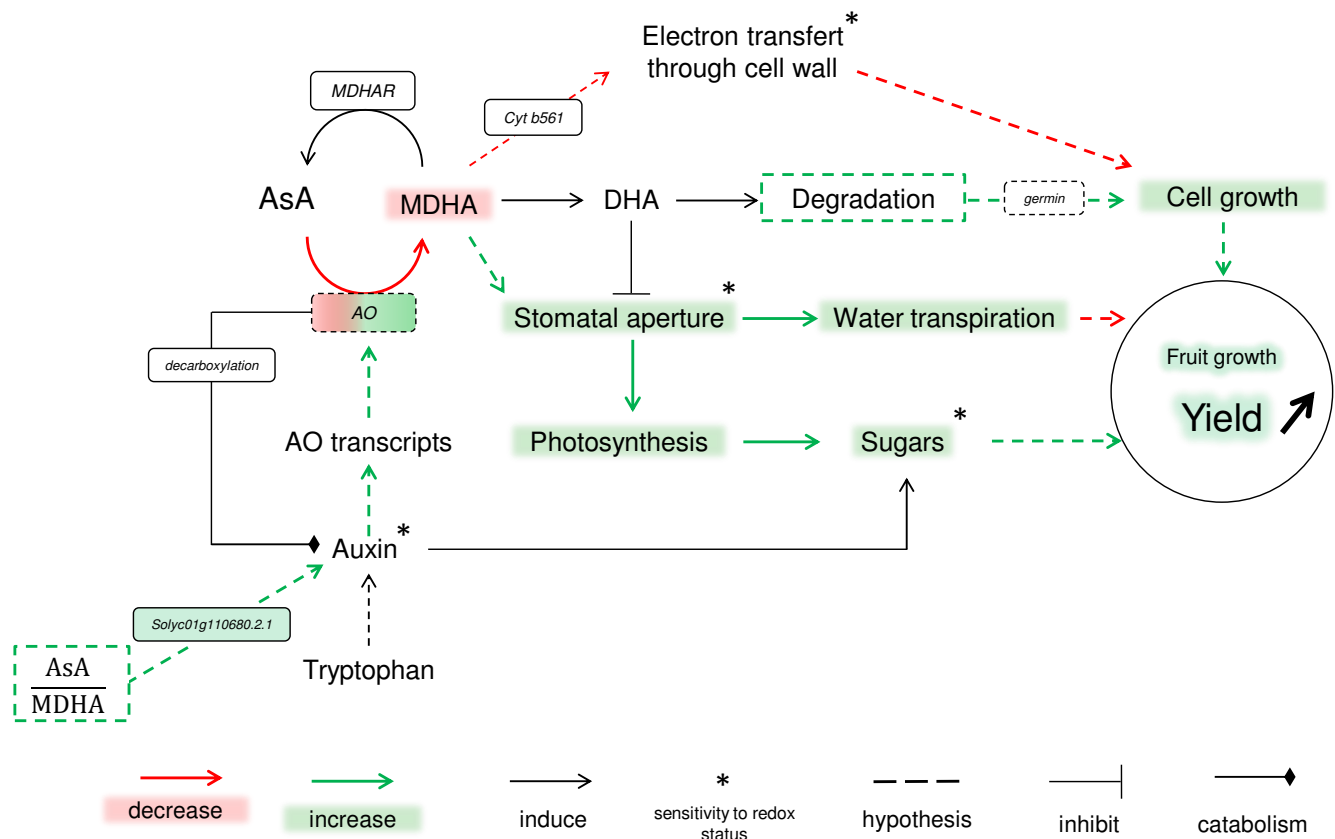 Electron transfert*
through cell wall
MDHAR
Cyt b561
AsA
MDHA
DHA
Degradation
germin
Cell growth
AO
Stomatal aperture*
Water transpiration
decarboxylation
Fruit growth
Yield
AO transcripts
Photosynthesis
Sugars*
Auxin*
Solyc01g110680.2.1
AsA
MDHA
Tryptophan
decrease
increase
induce
*
sensitivity to redox
status
hypothesis
inhibit
catabolism